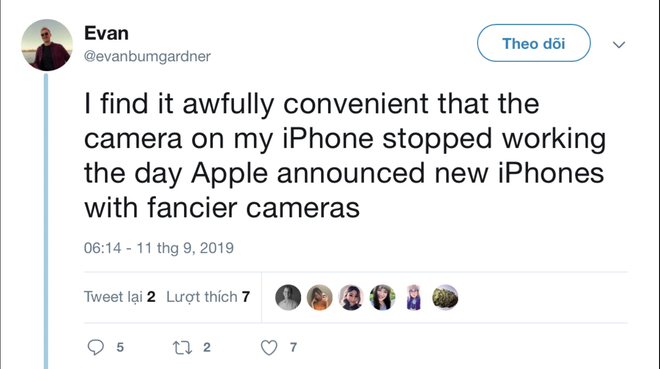 Evan
@evanbumgardner
Theo dõi
I find it awfully convenient that the
camera on my iPhone stopped working
the day Apple announced new iPhones
with fancier cameras
06:14 - 11 thg 9, 2019
Tweet lại 2 Lượt thích 7
5 2 7